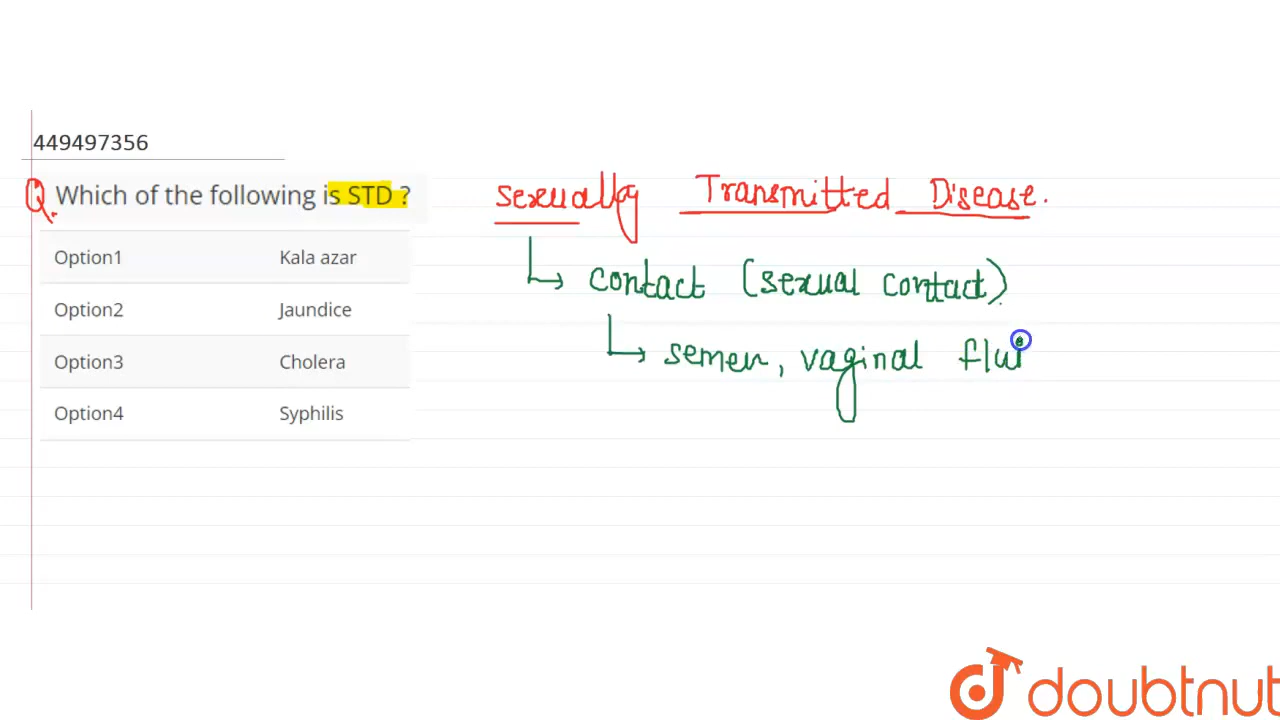 449497356
Q. Which of the following is STD ?
Option1 Kala azar
Option2 Jaundice
Option3 Cholera
Option4 Syphilis
Sexually Transmitted Disease.
contact (sexual contact)
semen, vaginal flui
doubtnut